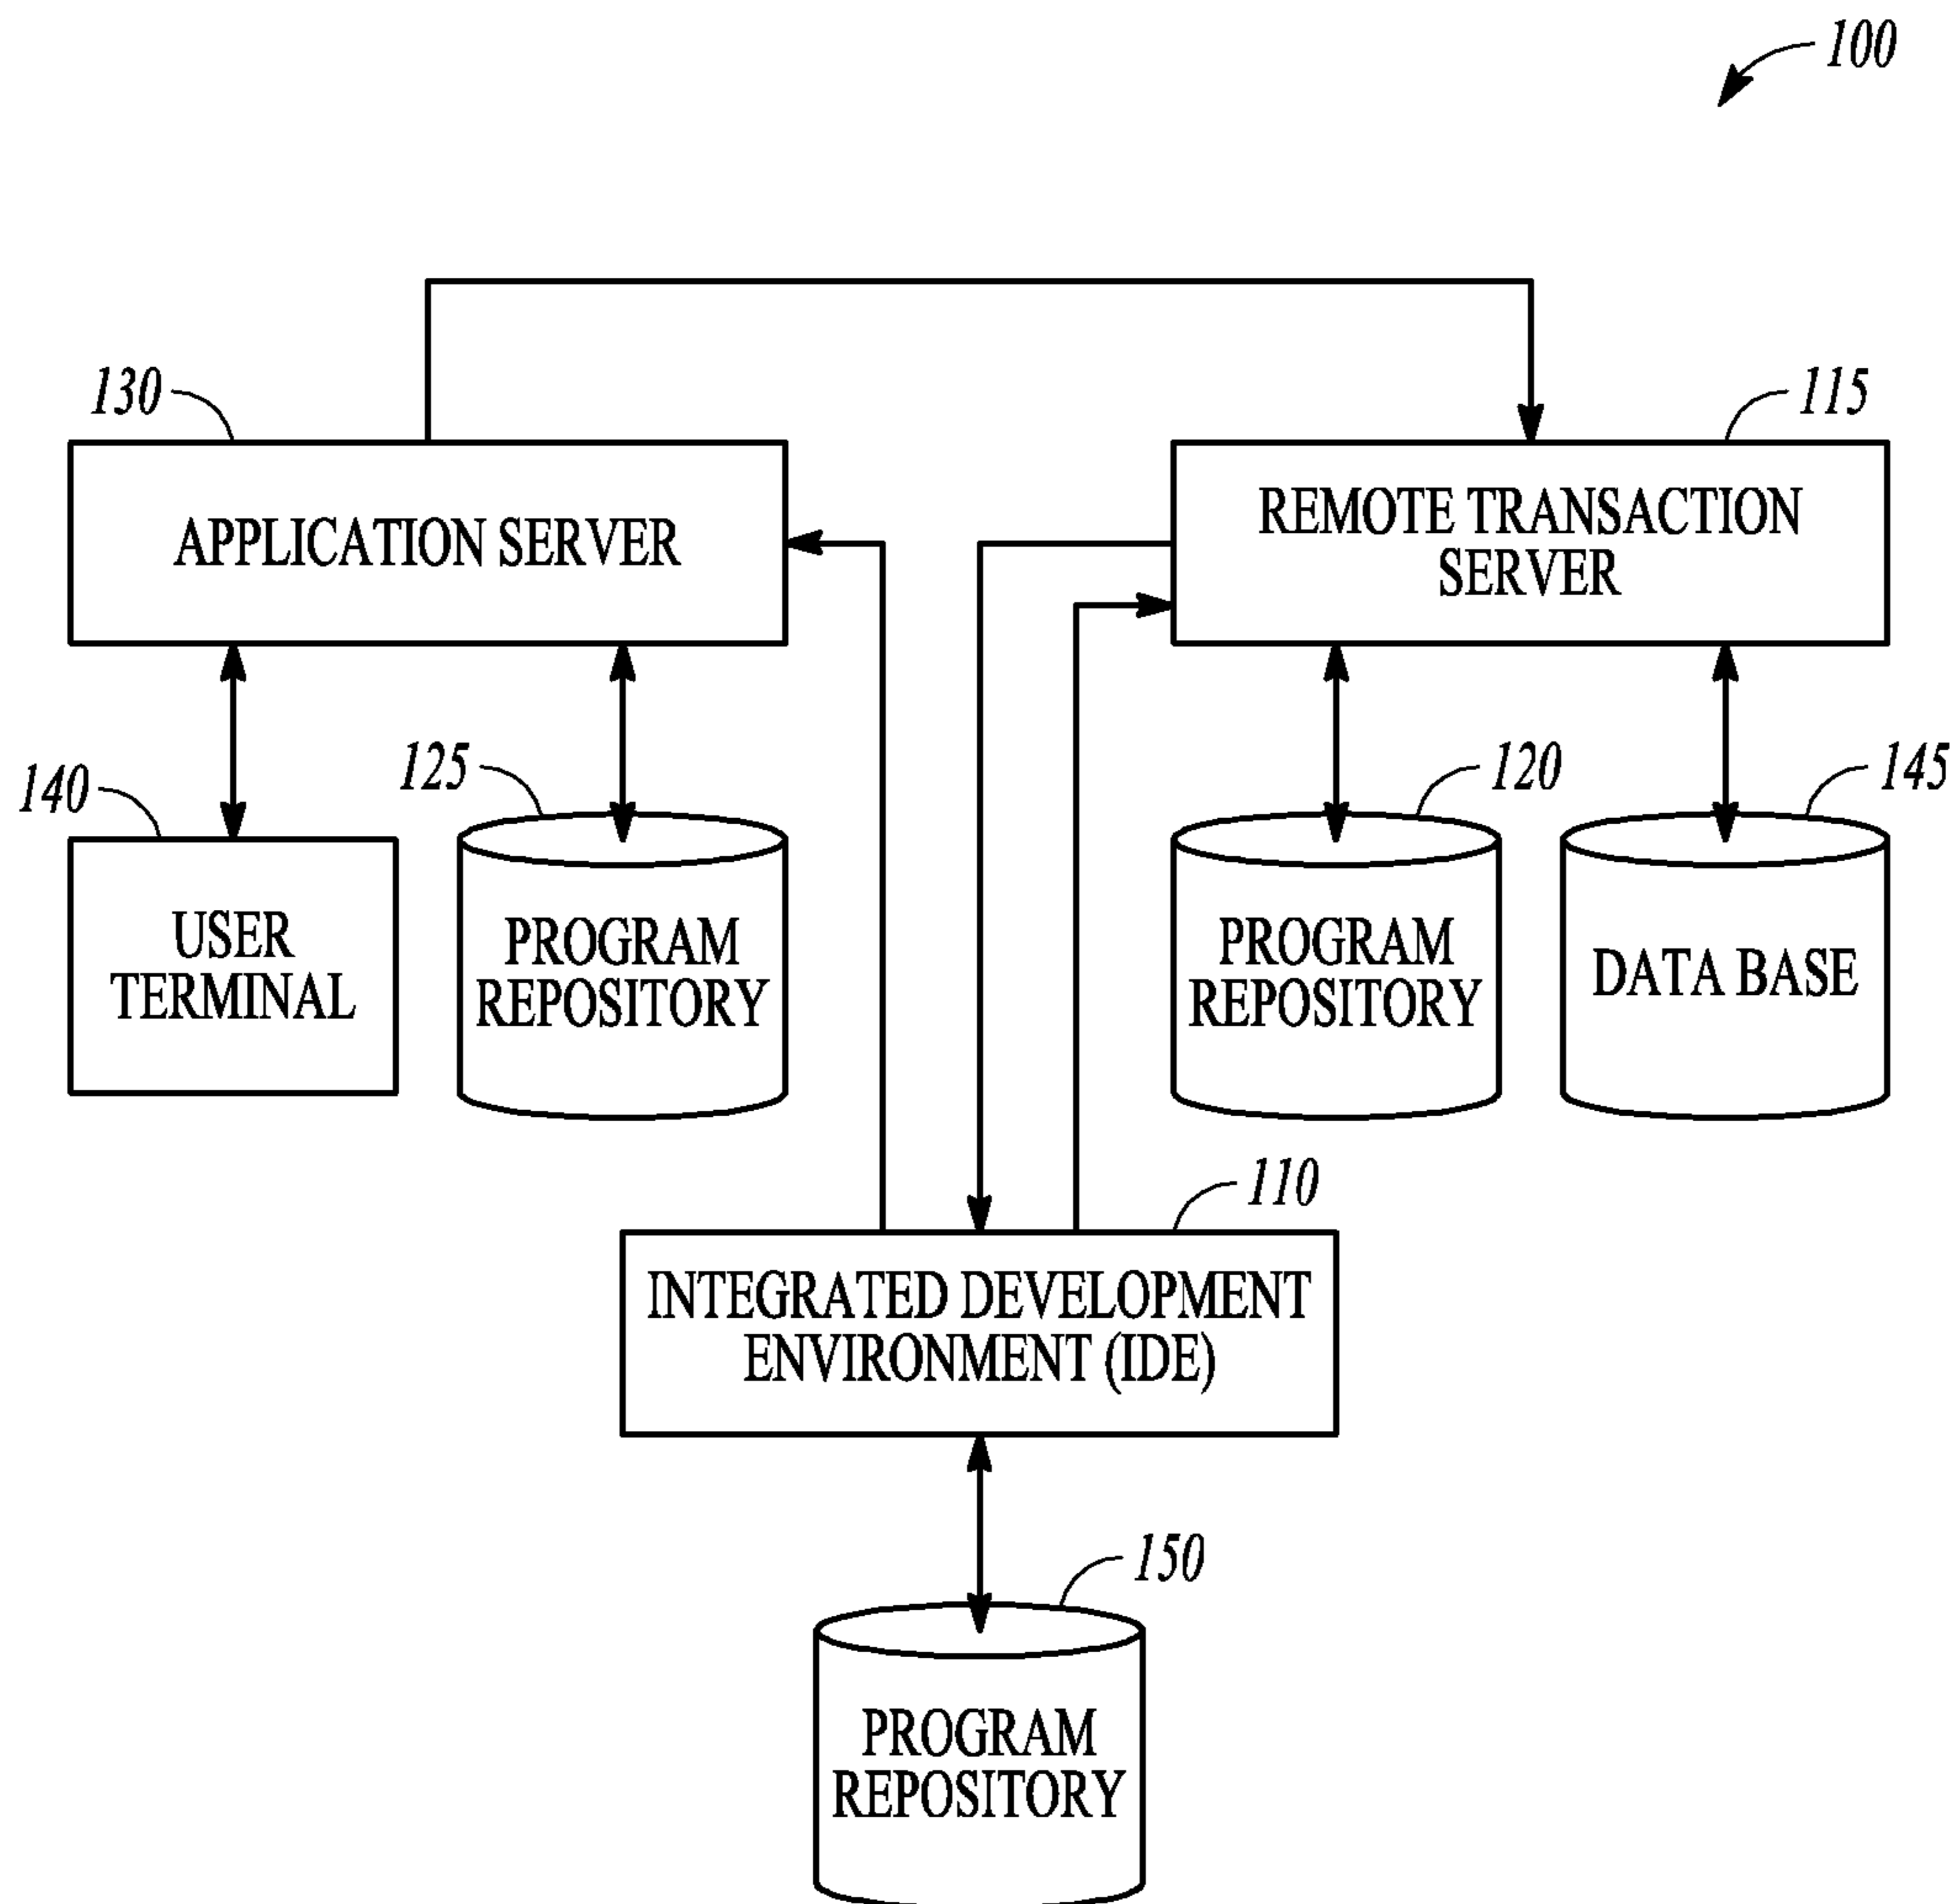 100
130
115
APPLICATION SERVER
REMOTE TRANSACTION
SERVER
140
125
120
145
USER
TERMINAL
PROGRAM
REPOSITORY
PROGRAM
REPOSITORY
DATA BASE
110
INTEGRATED DEVELOPMENT
ENVIRONMENT (IDE)
150
PROGRAM
REPOSITORY